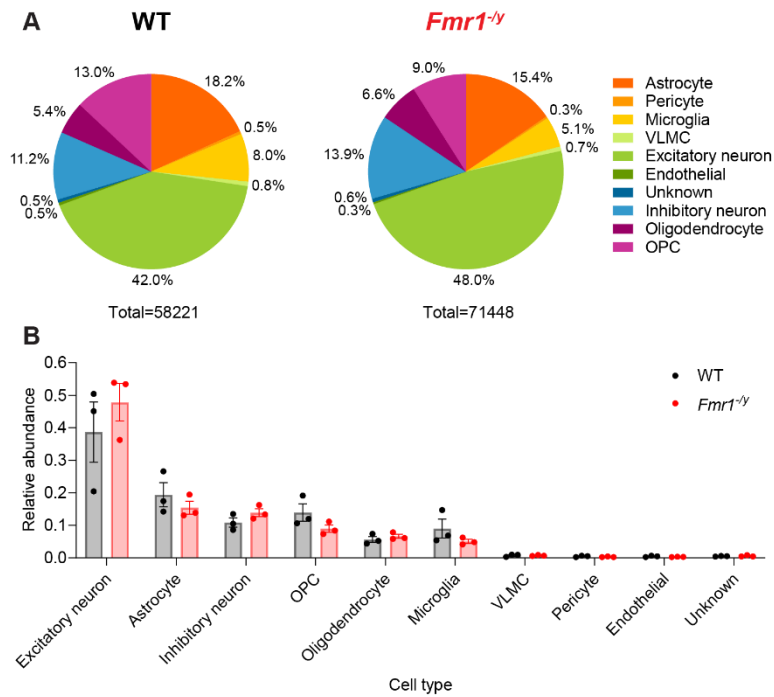 A
WT
Fmr1-/y
13.0%
18.2%
5.4%
0.5%
11.2%
8.0%
0.5%
0.8%
0.5%
42.0%
Total=58221
9.0%
15.4%
6.6%
0.3%
5.1%
13.9%
0.7%
0.6%
0.3%
48.0%
Total=71448
Astrocyte
Pericyte
Microglia
VLMC
Excitatory neuron
Endothelial
Unknown
Inhibitory neuron
Oligodendrocyte
OPC
B
Relative abundance
0.6
0.5
0.4
0.3
0.2
0.1
0.0
WT
Fmr1-/y
Excitatory neuron
Astrocyte
Inhibitory neuron
OPC
Oligodendrocyte
Microglia
VLMC
Pericyte
Endothelial
Unknown
Cell type